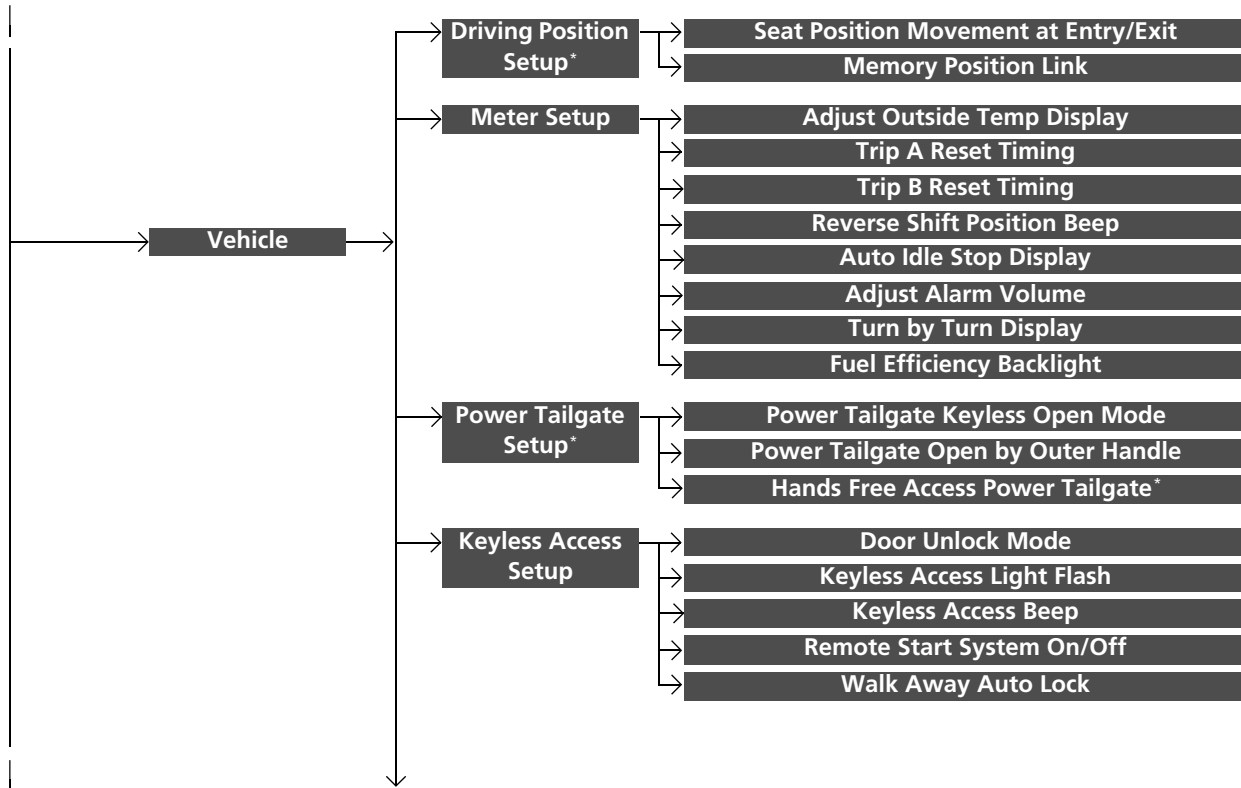 Driving Position
Setup*
Seat Position Movement at Entry/Exit
Memory Position Link
Meter Setup
Adjust Outside Temp Display
Trip A Reset Timing
Trip B Reset Timing
Reverse Shift Position Beep
Vehicle
Auto Idle Stop Display
Adjust Alarm Volume
Turn by Turn Display
Fuel Efficiency Backlight
Power Tailgate
Setup*
Power Tailgate Keyless Open Mode
Power Tailgate Open by Outer Handle
Hands Free Access Power Tailgate*
Keyless Access
Setup
Door Unlock Mode
Keyless Access Light Flash
Keyless Access Beep
Remote Start System On/Off
Walk Away Auto Lock